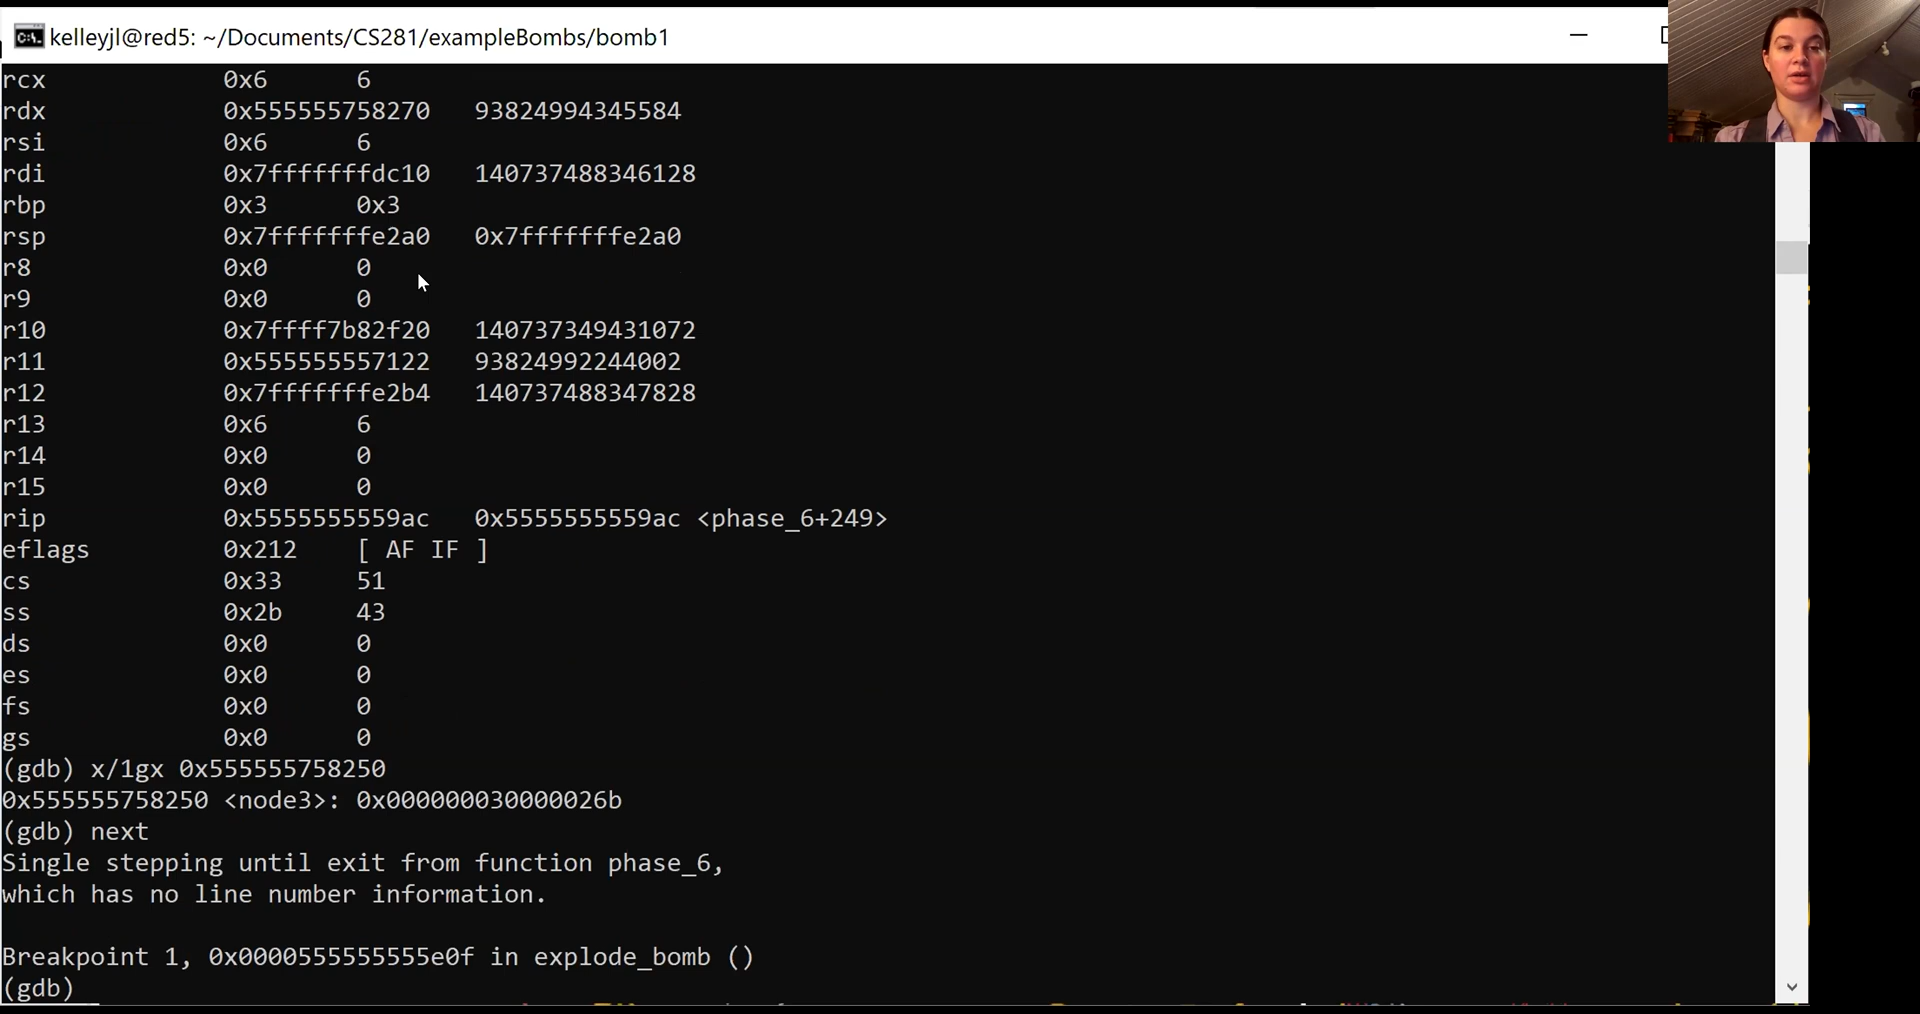 kelleyjl@red5: ~/Documents/CS281/exampleBombs/bomb1
rcx 0x6 6
rdx 0x555555758270 93824994345584
rsi 0x6 6
rdi 0x7fffffffdc10 140737488346128
rbp 0x3 0x3
rsp 0x7fffffffe2a0 0x7fffffffe2a0
r8 0x0 0
r9 0x0 0
r10 0x7ffff7b82f20 140737349431072
r11 0x555555557122 93824992244002
r12 0x7fffffffe2b4 140737488347828
r13 0x6 6
r14 0x0 0
r15 0x0 0
rip 0x5555555559ac 0x5555555559ac <phase_6+249>
eflags 0x212 [ AF IF ]
cs 0x33 51
ss 0x2b 43
ds 0x0 0
es 0x0 0
fs 0x0 0
gs 0x0 0
(gdb) x/1gx 0x555555758250
0x555555758250 <node3>: 0x000000030000026b
(gdb) next
Single stepping until exit from function phase_6,
which has no line number information.
Breakpoint 1, 0x0000555555555e0f in explode_bomb ()
(gdb)